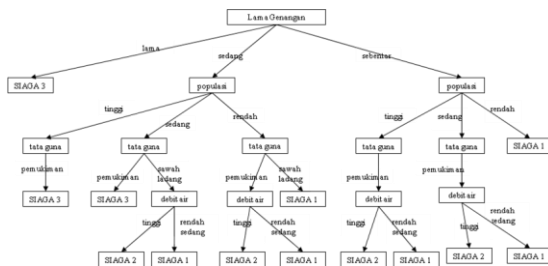 Lama Genangan
lama
sedang
sebentar
SIAGA 3
populasi
populasi
tinggi
sedang
rendah
tinggi
sedang
rendah
tata guna
tata guna
tata guna
tata guna
tata guna
SIAGA 1
pemukiman
pemukiman
sawah
ladang
pemukiman
sawah
ladang
pemukiman
pemukiman
SIAGA 3
SIAGA 3
debit air
debit air
SIAGA 1
debit air
debit air
tinggi
rendah
sedang
tinggi
rendah
sedang
tinggi
rendah
sedang
tinggi
rendah
sedang
SIAGA 2
SIAGA 1
SIAGA 2
SIAGA 1
SIAGA 2
SIAGA 1
SIAGA 2
SIAGA 1